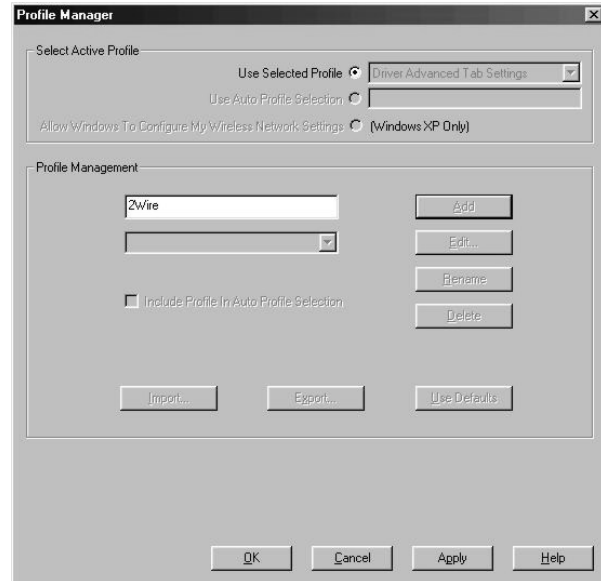 Profile Manager
Select Active Profile
Use Selected Profile Driver Advanced Tab Settings
Use Auto Profile Selection
Allow Windows To Configure My Wireless Network Settings (Windows XP Only)
Profile Management
2Wire Add
Edit...
Rename
Include Profile In Auto Profile Selection
Delete
Import... Export... Use Defaults
OK Cancel Apply Help